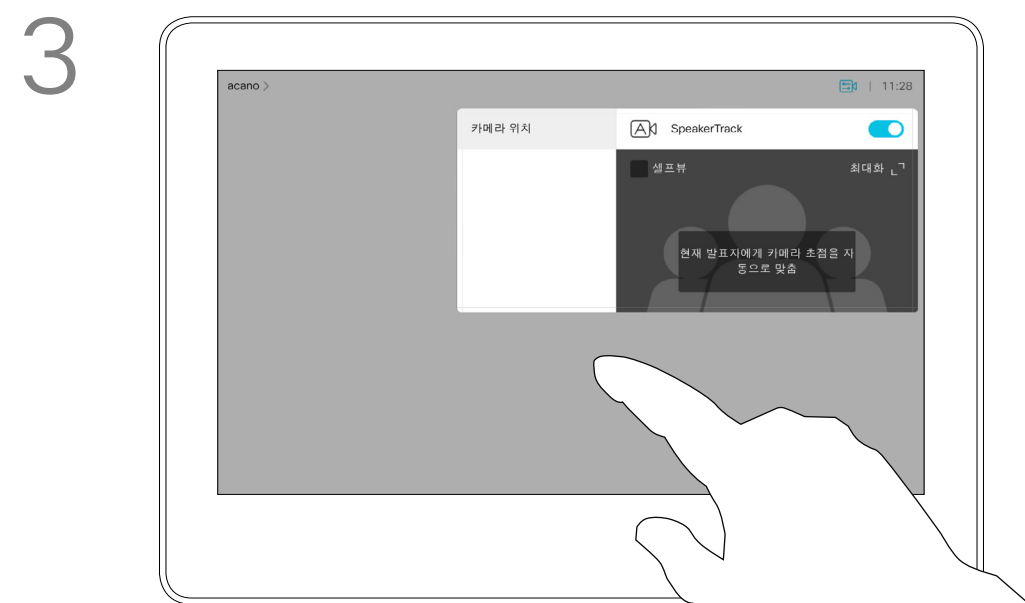 3
acano >
11:28
카메라 위치
SpeakerTrack
셀프뷰
최대화
현재 발표자에게 카메라 초점을 자
동으로 맞춤